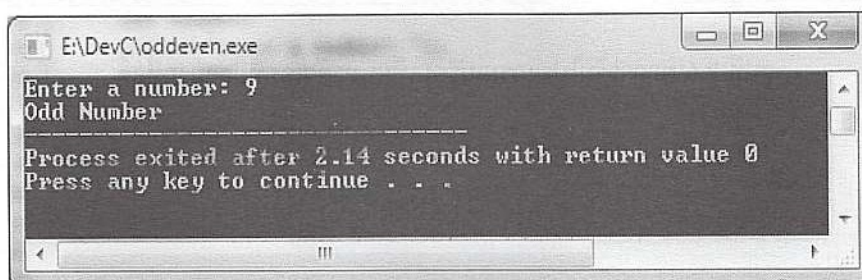 E:\DevC\oddeven.exe
Enter a number: 9
Odd Number
--------------------------------
Process exited after 2.14 seconds with return value 0
Press any key to continue . . .